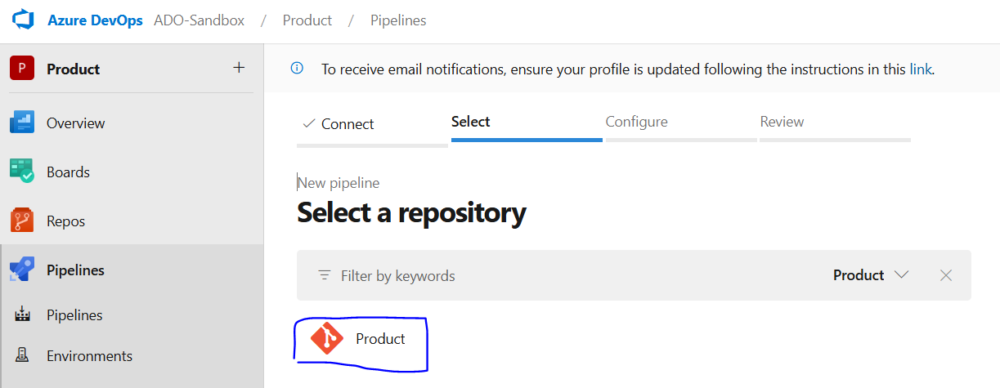 Azure DevOps ADO-Sandbox / Product / Pipelines
P Product +
To receive email notifications, ensure your profile is updated following the instructions in this link.
Overview
Boards
Repos
Pipelines
Pipelines
Environments
Connect Select Configure Review
New pipeline
Select a repository
Filter by keywords Product
Product